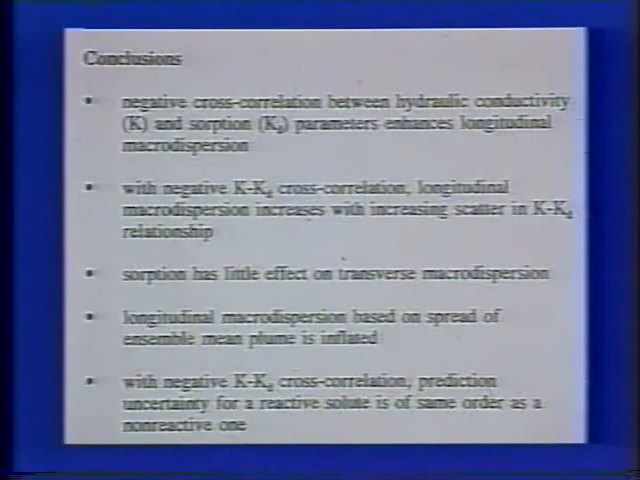 Conclusions
• negative cross-correlation between hydraulic conductivity
(K) and sorption (Kd) parameters enhances longitudinal
macrodispersion
• with negative K-Kd cross-correlation, longitudinal
macrodispersion increases with increasing scatter in K-Kd
relationship
• sorption has little effect on transverse macrodispersion
• longitudinal macrodispersion based on spread of
ensemble mean plume is inflated
• with negative K-Kd cross-correlation, prediction
uncertainty for a reactive solute is of same order as a
nonreactive one